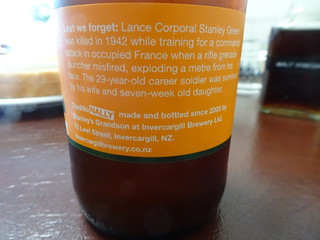 Lest we forget: Lance Corporal Stanley Green
was killed in 1942 while training for a commando
attack in occupied France when a rifle grenade
launcher misfired, exploding a metre from his
face. The 29-year-old career soldier was survived
by his wife and seven-week old daughter.
NALLY made and bottled since 2005 by
Stanley's Grandson at Invercargill Brewery Ltd.
Leet Street, Invercargill, NZ.
invercargillbrewery.co.nz